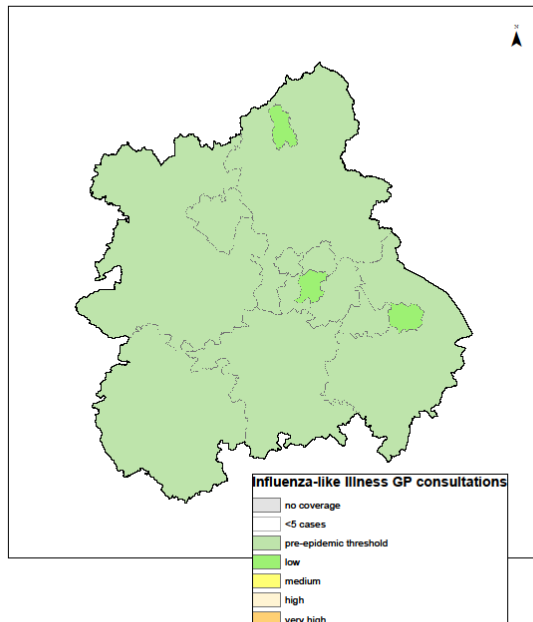 N
Influenza-like Illness GP consultations
no coverage
<5 cases
pre-epidemic threshold
low
medium
high
very high